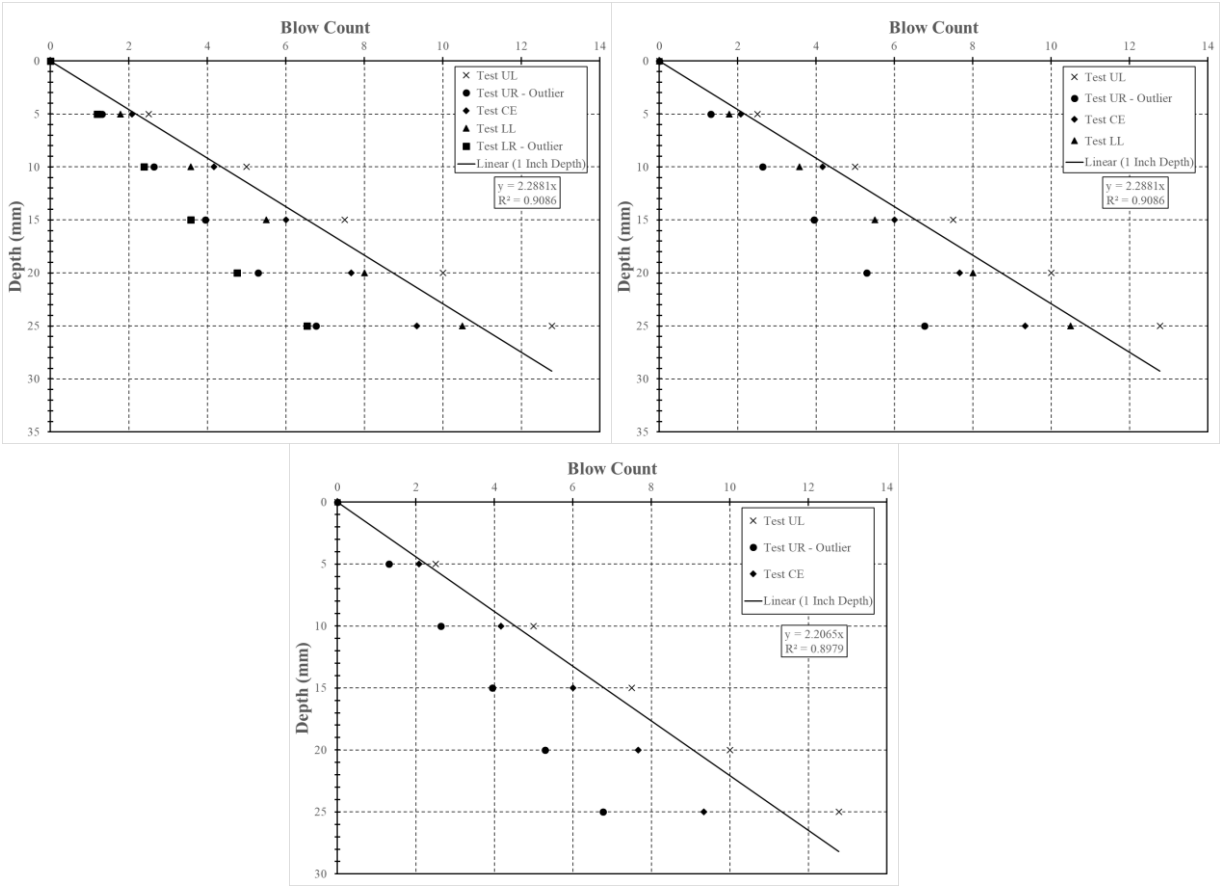 Blow Count
0 2 4 6 8 10 12 14
0
5
10
15
20
25
30
35
Depth (mm)
Test UL
Test UR - Outlier
Test CE
Test LL
Test LR - Outlier
Linear (1 Inch Depth)
y = 2.2881x
R² = 0.9086
Blow Count
0 2 4 6 8 10 12 14
0
5
10
15
20
25
30
35
Depth (mm)
Test UL
Test UR - Outlier
Test CE
Test LL
Linear (1 Inch Depth)
y = 2.2881x
R² = 0.9086
Blow Count
0 2 4 6 8 10 12 14
0
5
10
15
20
25
30
Depth (mm)
Test UL
Test UR - Outlier
Test CE
Linear (1 Inch Depth)
y = 2.2065x
R² = 0.8979